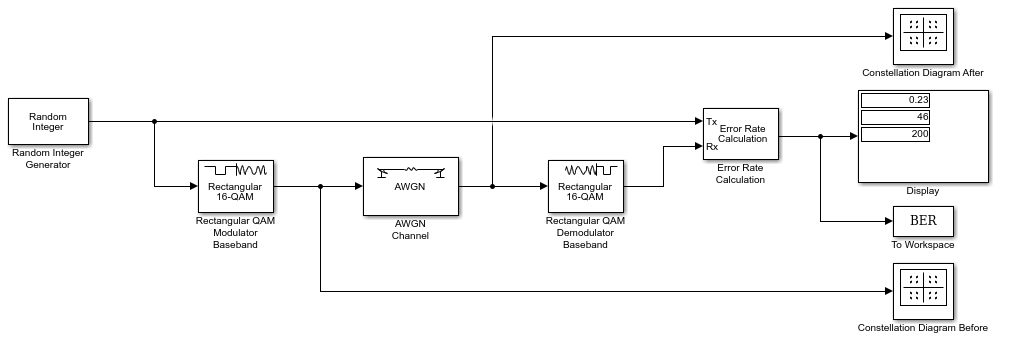 Constellation Diagram After
Random
Integer
Random Integer
Generator
Tx
Rx
Error Rate
Calculation
Error Rate
Calculation
0.23
46
200
Display
Rectangular
16-QAM
Rectangular QAM
Modulator
Baseband
AWGN
AWGN
Channel
Rectangular
16-QAM
Rectangular QAM
Demodulator
Baseband
BER
To Workspace
Constellation Diagram Before